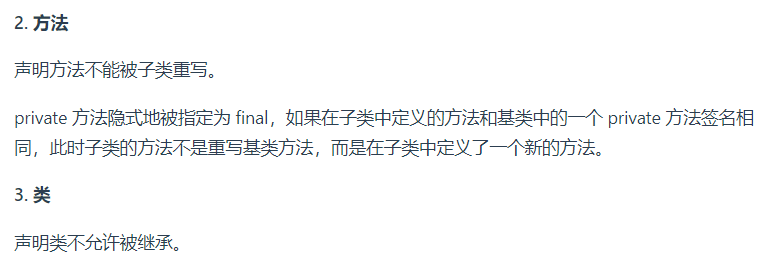 2. 方法
声明方法不能被子类重写。
private 方法隐式地被指定为 final，如果在子类中定义的方法和基类中的一个 private 方法签名相
同，此时子类的方法不是重写基类方法，而是在子类中定义了一个新的方法。
3. 类
声明类不允许被继承。